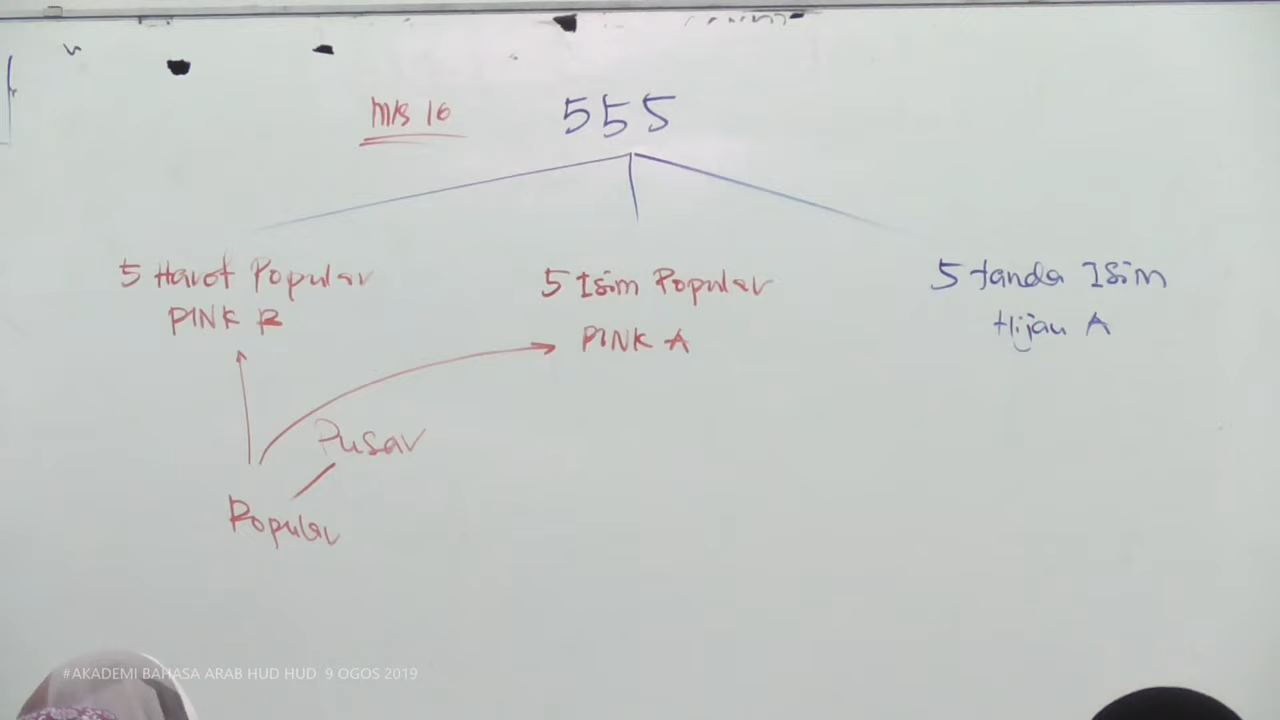 M/S 16
555
5 Harof Popular
PINK R
5 Isim Popular
PINK A
5 tanda Isim
Hijau A
Pusar
Popular
#AKADEMI BAHASA ARAB HUD HUD 9 OGOS 2019